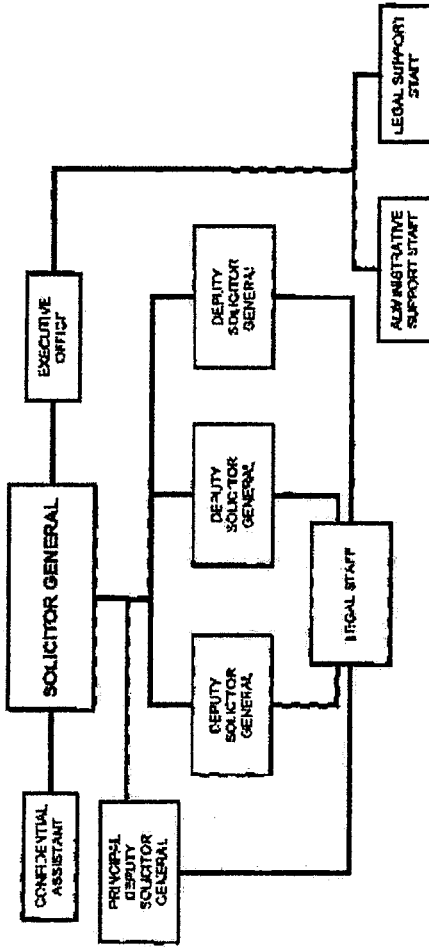 SOLICITOR GENERAL
CONFIDENTIAL
ASSISTANT
EXECUTIVE
OFFICE
PRINCIPAL
DEPUTY
SOLICITOR
GENERAL
DEPUTY
SOLICITOR
GENERAL
DEPUTY
SOLICITOR
GENERAL
DEPUTY
SOLICITOR
GENERAL
LEGAL STAFF
ADMINISTRATIVE
SUPPORT STAFF
LEGAL SUPPORT
STAFF